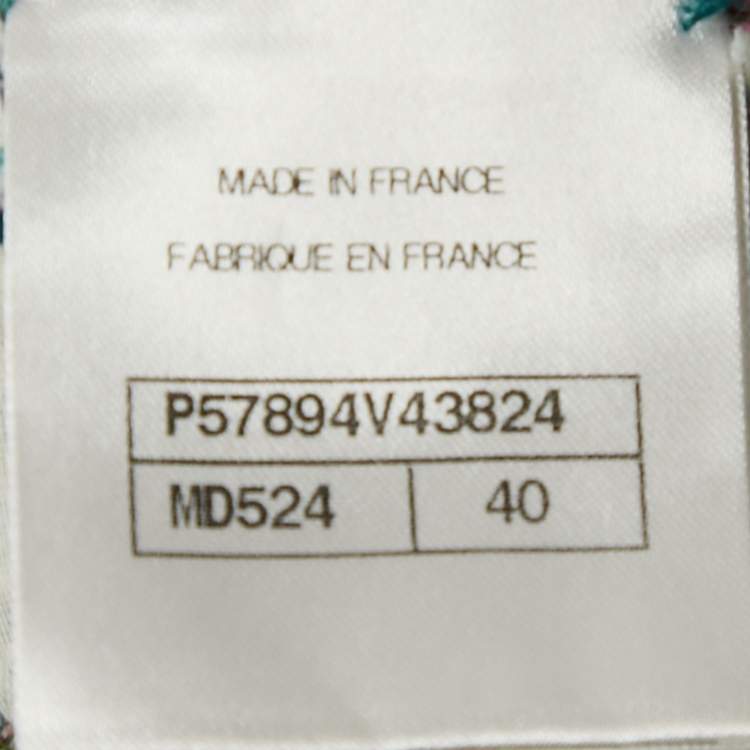 MADE IN FRANCE
FABRIQUE EN FRANCE
P57894V43824
MD524 40